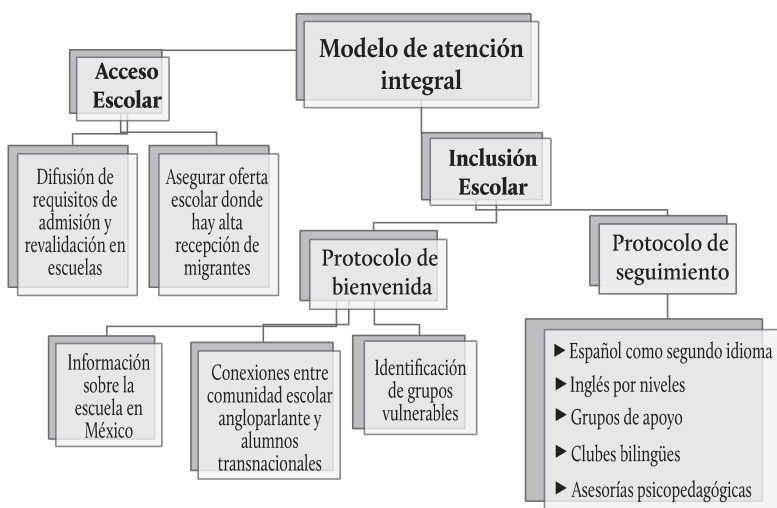 Modelo de atención
integral
Acceso
Escolar
Difusión de
requisitos de
admisión y
revalidación en
escuelas
Asegurar oferta
escolar donde
hay alta
recepción de
migrantes
Inclusión
Escolar
Protocolo de
bienvenida
Protocolo de
seguimiento
Información
sobre la
escuela en
México
Conexiones entre
comunidad escolar
angloparlante y
alumnos
transnacionales
Identificación
de grupos
vulnerables
▶ Español como segundo idioma
▶ Inglés por niveles
▶ Grupos de apoyo
▶ Clubes bilingües
▶ Asesorías psicopedagógicas